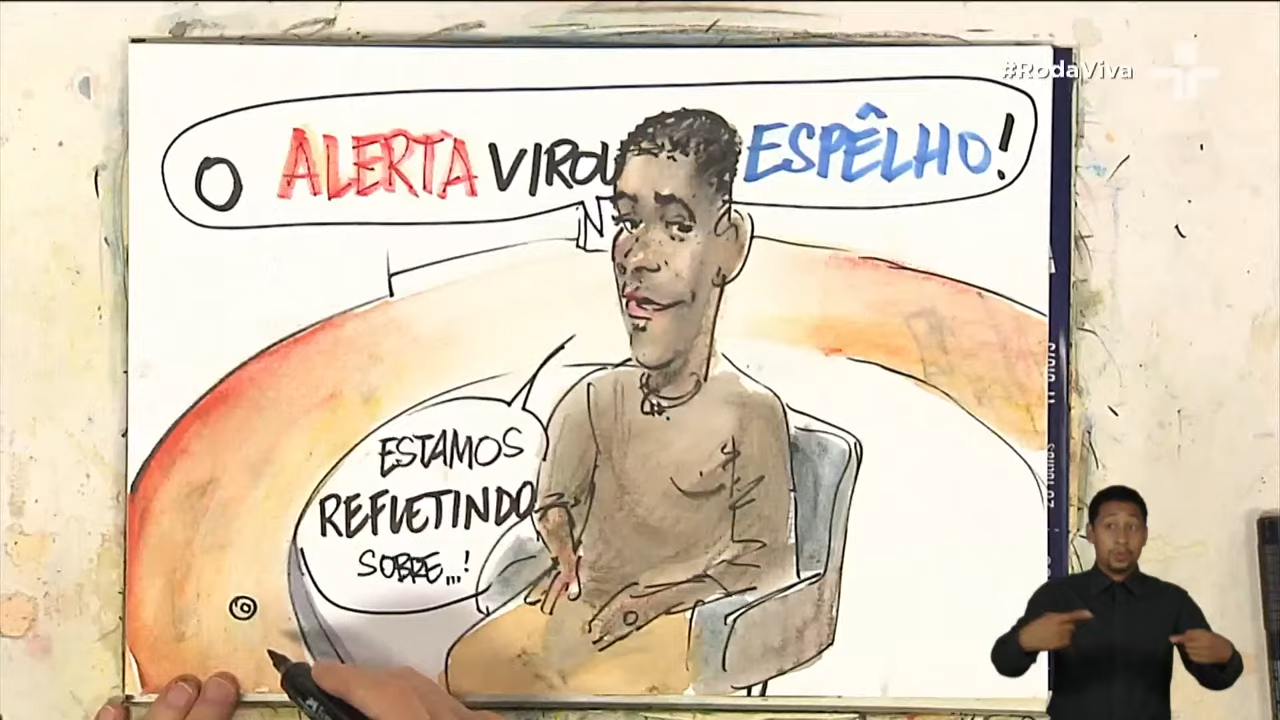 #RodaViva
O ALERTA VIROU ESPÊLHO!
N
ESTAMOS
REFLETINDO
SOBRE...!